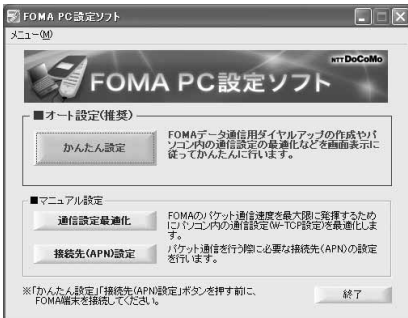 FOMA PC設定ソフト
メニュー(M)
NTT DoCoMo
FOMA PC設定ソフト
■オート設定(推奨)
かんたん設定
FOMAデータ通信用ダイヤルアップの作成やパ
ソコン内の通信設定の最適化などを画面表示に
従ってかんたんに行います。
■マニュアル設定
通信設定最適化
FOMAのパケット通信速度を最大限に発揮するため
にパソコン内の通信設定(W-TCP設定)を最適化しま
す。
接続先(APN)設定
パケット通信を行う際に必要な接続先(APN)の設定
を行います。
※「かんたん設定」「接続先(APN)設定」ボタンを押す前に、
FOMA端末を接続してください。
終了